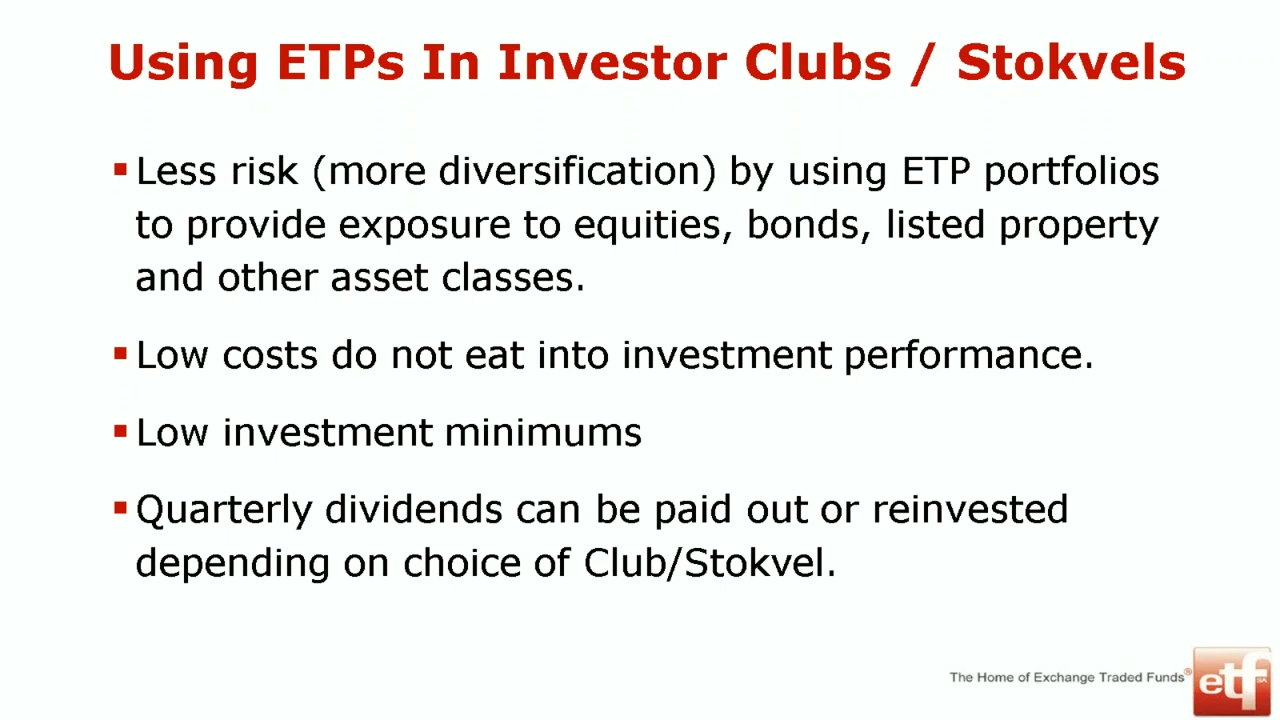 Using ETPs In Investor Clubs / Stokvels
▪Less risk (more diversification) by using ETP portfolios
to provide exposure to equities, bonds, listed property
and other asset classes.
▪Low costs do not eat into investment performance.
▪Low investment minimums
▪Quarterly dividends can be paid out or reinvested
depending on choice of Club/Stokvel.
The Home of Exchange Traded Funds®
etf SA